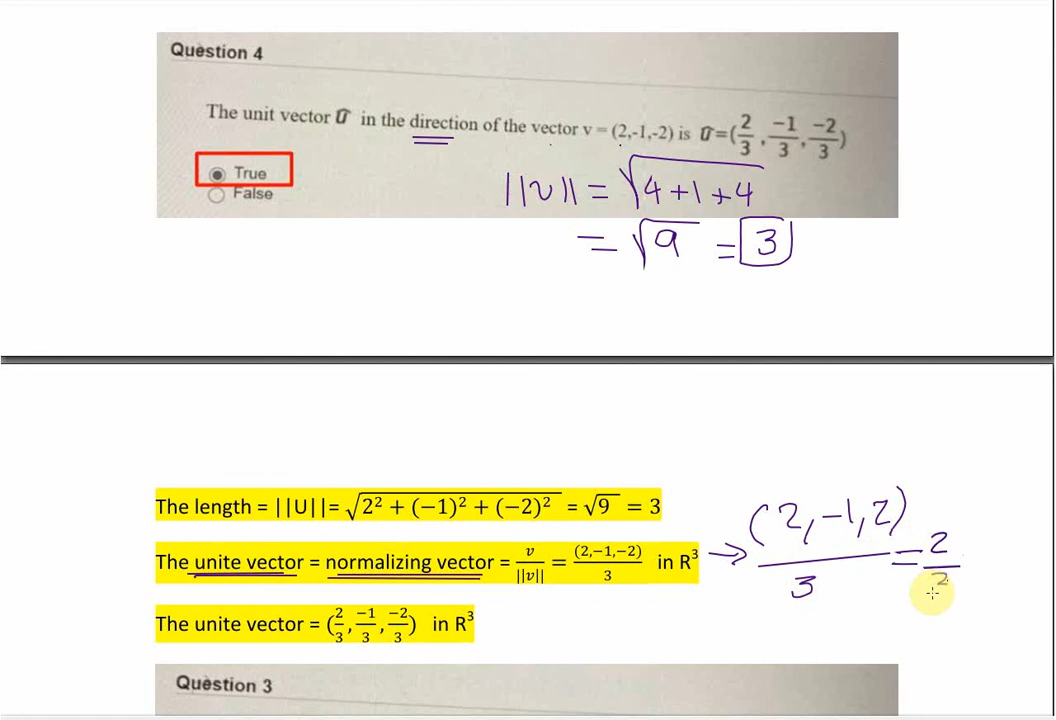 Question 4
The unit vector Û in the direction of the vector v = (2,-1,-2) is Û=(2/3, -1/3, -2/3)
True
False
||v|| = √4+1+4
= √9 = 3
The length = ||U||= √2² + (−1)² + (−2)² = √9 = 3
The unite vector = normalizing vector = v/||v|| = (2,−1,−2)/3 in R³
→ (2,-1,2)/3 = 2/3
The unite vector = (2/3, −1/3, −2/3) in R³
Question 3